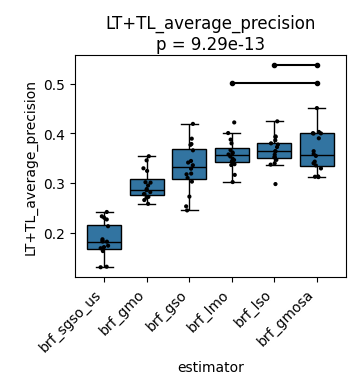 LT+TL_average_precision
p = 9.29e-13
LT+TL_average_precision
0.5
0.4
0.3
0.2
brf_sgso_us
brf_gmo
brf_gso
brf_lmo
brf_lso
brf_gmosa
estimator